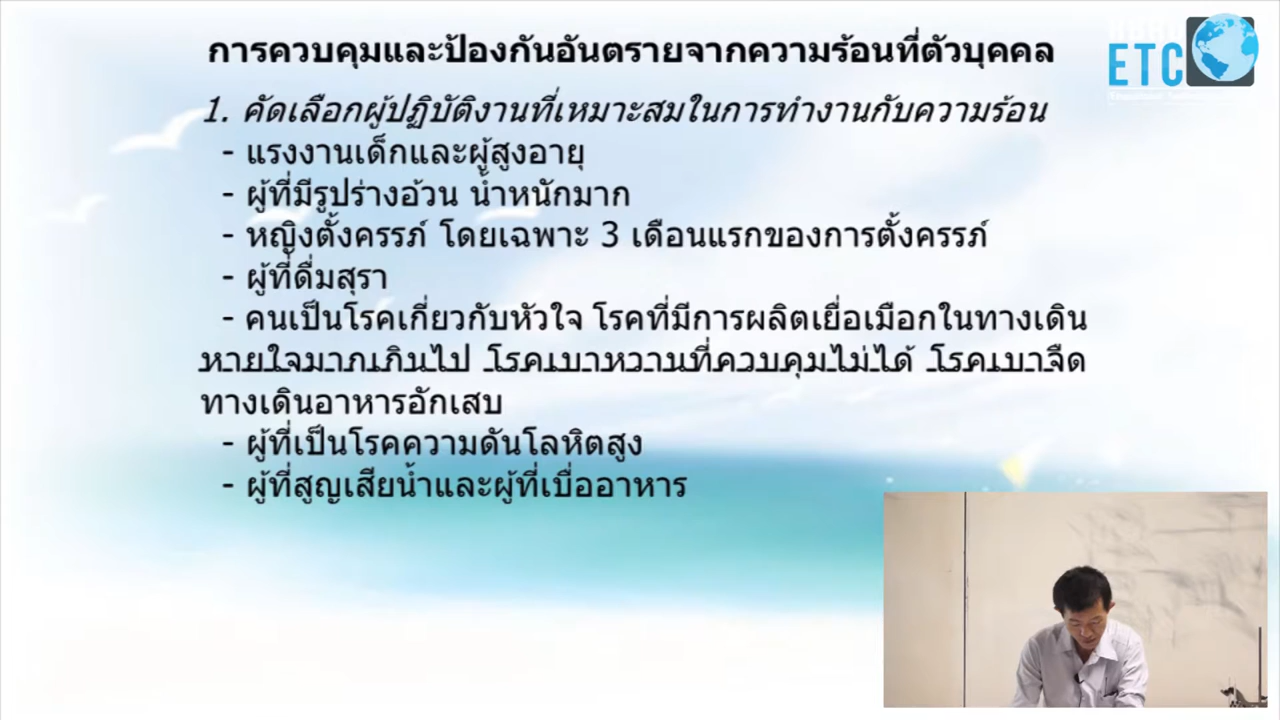 การควบคุมและป้องกันอันตรายจากความร้อนที่ตัวบุคคล
ETC
1. คัดเลือกผู้ปฏิบัติงานที่เหมาะสมในการทำงานกับความร้อน
- แรงงานเด็กและผู้สูงอายุ
- ผู้ที่มีรูปร่างอ้วน น้ำหนักมาก
- หญิงตั้งครรภ์ โดยเฉพาะ 3 เดือนแรกของการตั้งครรภ์
- ผู้ที่ดื่มสุรา
- คนเป็นโรคเกี่ยวกับหัวใจ โรคที่มีการผลิตเยื่อเมือกในทางเดิน
หายใจมากเกินไป โรคเบาหวานที่ควบคุมไม่ได้ โรคเบาจืด
ทางเดินอาหารอักเสบ
- ผู้ที่เป็นโรคความดันโลหิตสูง
- ผู้ที่สูญเสียน้ำและผู้ที่เบื่ออาหาร